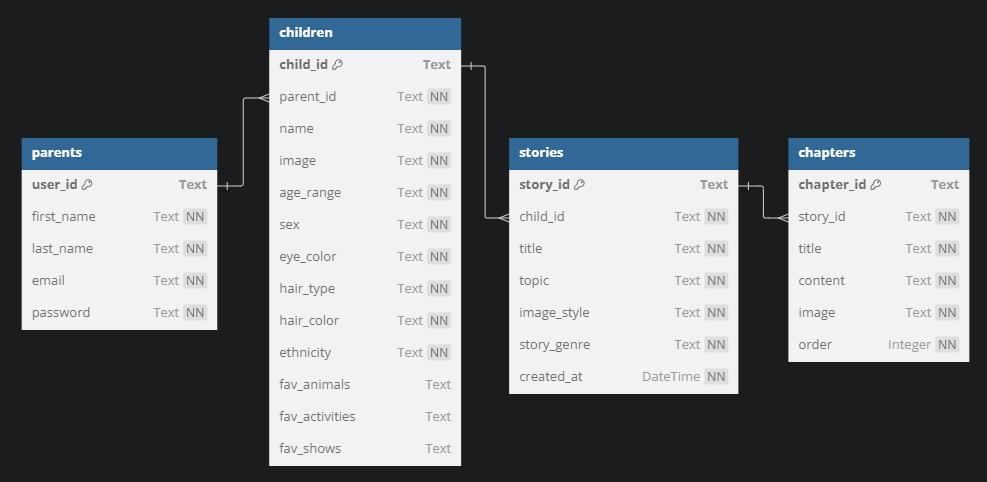 parents
user_id Text
first_name Text NN
last_name Text NN
email Text NN
password Text NN
children
child_id Text
parent_id Text NN
name Text NN
image Text NN
age_range Text NN
sex Text NN
eye_color Text NN
hair_type Text NN
hair_color Text NN
ethnicity Text NN
fav_animals Text
fav_activities Text
fav_shows Text
stories
story_id Text
child_id Text NN
title Text NN
topic Text NN
image_style Text NN
story_genre Text NN
created_at DateTime NN
chapters
chapter_id Text
story_id Text NN
title Text NN
content Text NN
image Text NN
order Integer NN